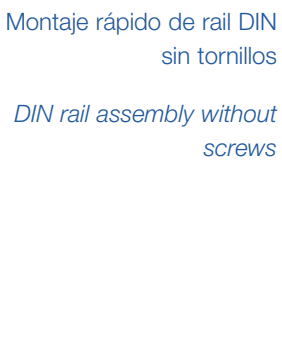 Montaje rápido de rail DIN
sin tornillos
DIN rail assembly without
screws